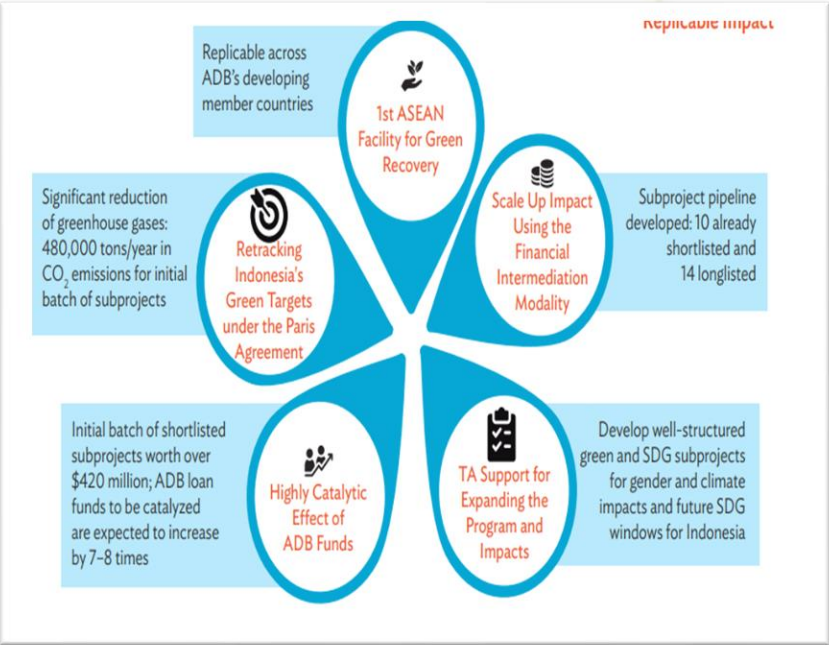 Replicable Impact
Replicable across
ADB's developing
member countries
1st ASEAN
Facility for Green
Recovery
Significant reduction
of greenhouse gases:
480,000 tons/year in
CO2 emissions for initial
batch of subprojects
Retracking
Indonesia's
Green Targets
under the Paris
Agreement
Scale Up Impact
Using the
Financial
Intermediation
Modality
Subproject pipeline
developed: 10 already
shortlisted and
14 longlisted
Initial batch of shortlisted
subprojects worth over
$420 million; ADB loan
funds to be catalyzed
are expected to increase
by 7–8 times
Highly Catalytic
Effect of
ADB Funds
TA Support for
Expanding the
Program and
Impacts
Develop well-structured
green and SDG subprojects
for gender and climate
impacts and future SDG
windows for Indonesia